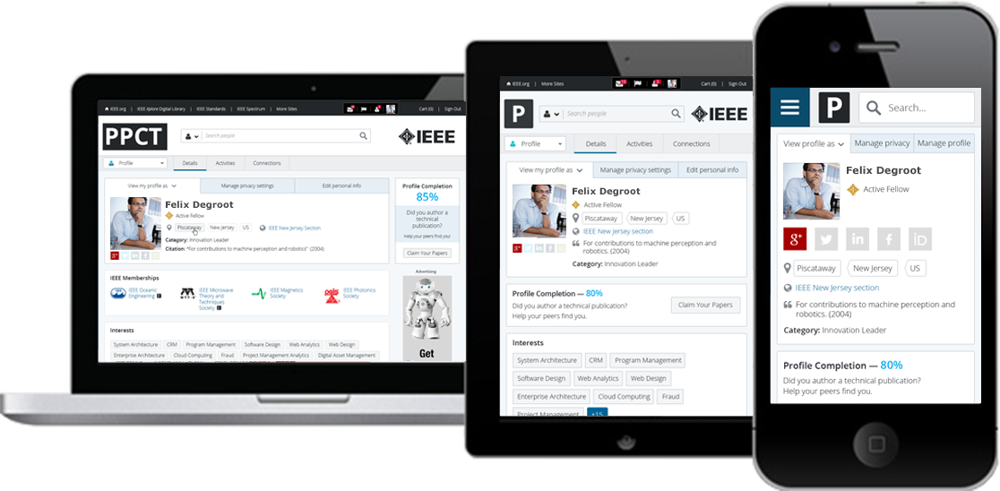 IEEE.org | IEEE Xplore Digital Library | IEEE Standards | IEEE Spectrum | More Sites
Cart (0) | Sign Out
PPCT
Search people
IEEE
Profile
Details
Activities
Connections
View my profile as
Manage privacy settings
Edit personal info
Felix Degroot
Active Fellow
Piscataway
New Jersey
US
IEEE New Jersey Section
Category: Innovation Leader
Citation: "For contributions to machine perception and robotics" (2004)
g+
Profile Completion
85%
Did you author a
technical
publication?
Help your peers find you!
Claim Your Papers
IEEE Memberships
IEEE Oceanic
Engineering
IEEE Microwave
Theory and
Techniques
Society
IEEE Magnetics
Society
IEEE Photonics
Society
Advertising
Get
Interests
System Architecture
CRM
Program Management
Software Design
Web Analytics
Web Design
Enterprise Architecture
Cloud Computing
Fraud
Project Management Analytics
Digital Asset Management
IEEE.org | More Sites
Cart (0) | Sign Out
P
Search people
IEEE
Profile
Details
Activities
Connections
View my profile as
Manage privacy settings
Edit personal info
Felix Degroot
Active Fellow
Piscataway
New Jersey
US
IEEE New Jersey section
For contributions to machine perception and
robotics. (2004)
Category: Innovation Leader
g+
Profile Completion — 80%
Did you author a technical publication?
Help your peers find you.
Claim Your Papers
Interests
System Architecture
CRM
Program Management
Software Design
Web Analytics
Web Design
Enterprise Architecture
Cloud Computing
Fraud
Project Management
+15
P
Search...
View profile as
Manage privacy
Manage profile
Felix Degroot
Active Fellow
g+
in
f
iD
Piscataway
New Jersey
US
IEEE New Jersey section
For contributions to machine perception and
robotics. (2004)
Category: Innovation Leader
Profile Completion — 80%
Did you author a technical publication?
Help your peers find you.